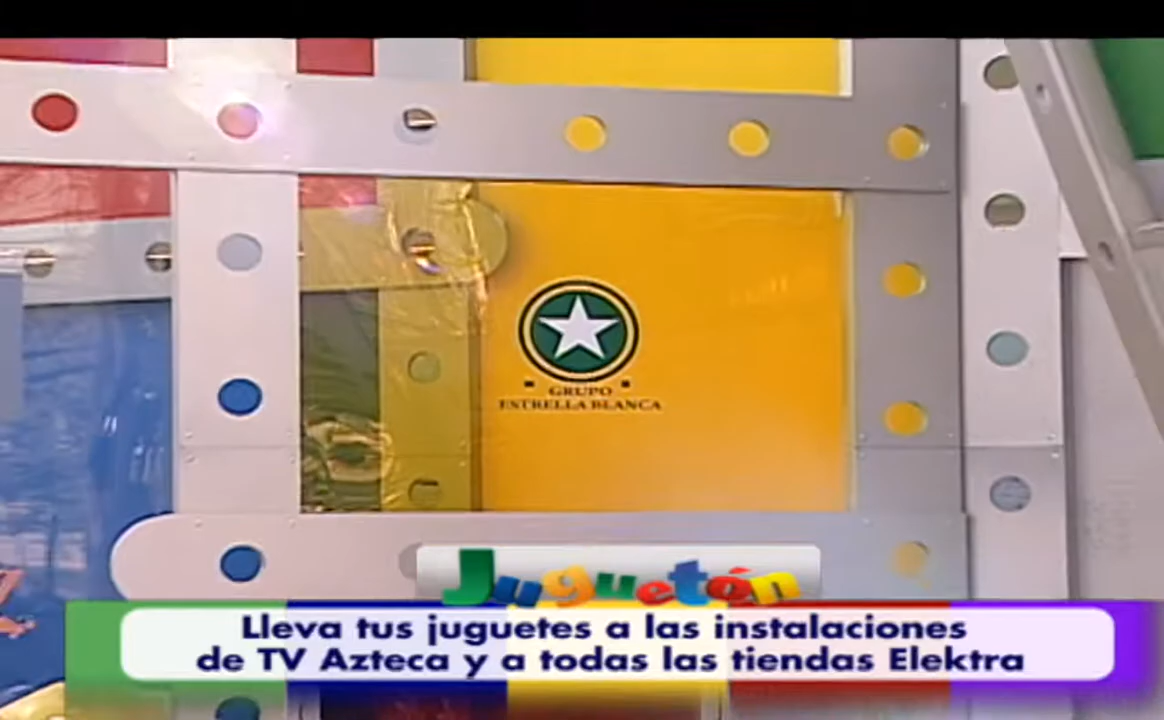 GRUPO
ESTRELLA BLANCA
Juguetón
Lleva tus juguetes a las instalaciones
de TV Azteca y a todas las tiendas Elektra